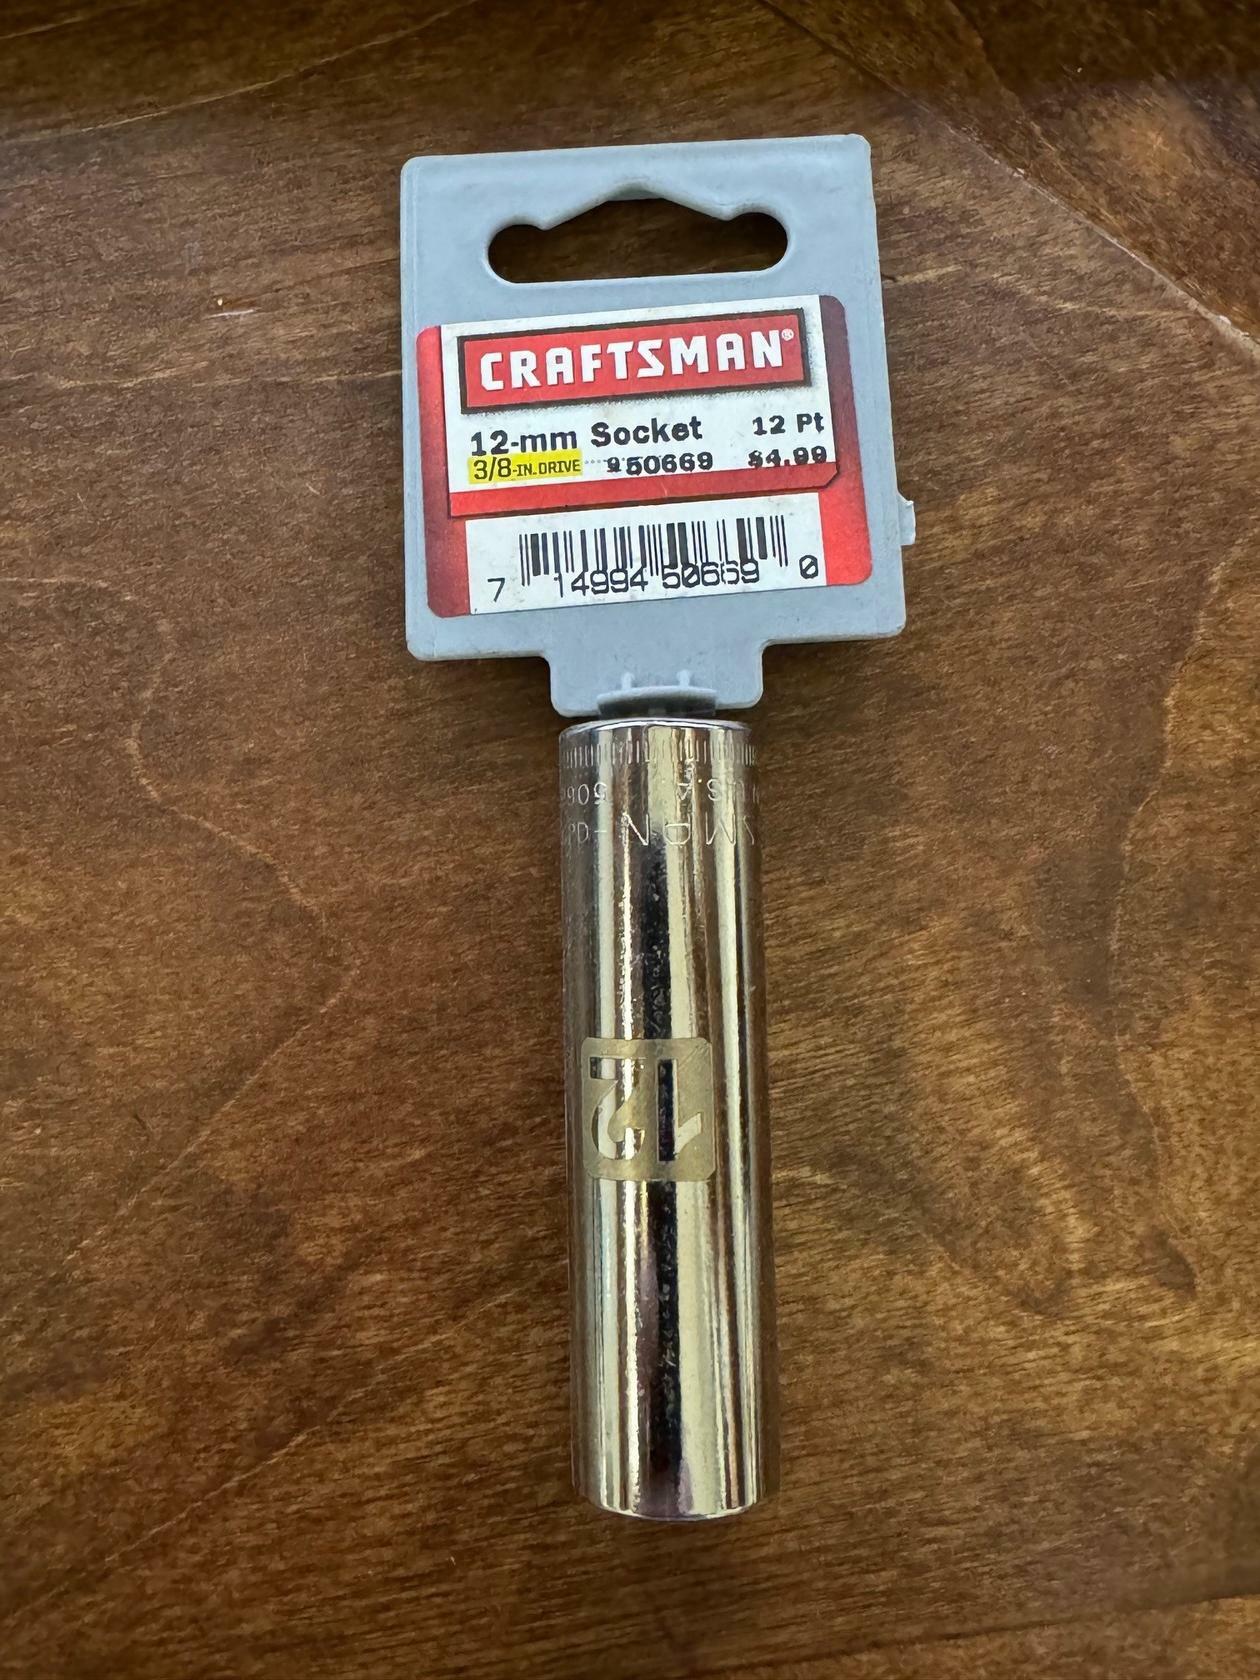 CRAFTSMAN®
12-mm Socket 12 Pt
3/8-IN. DRIVE 950669 $4.99
7 14994 50669 0
U.S.A.
12